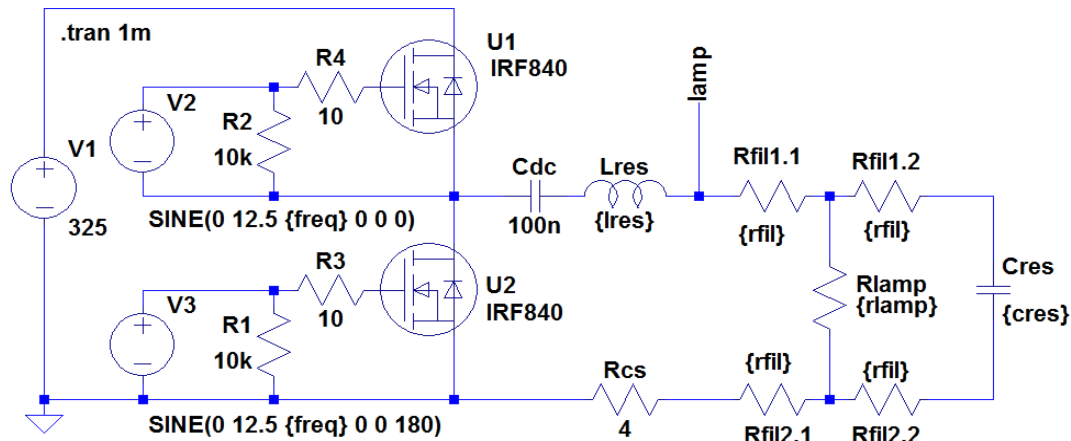 .tran 1m
V1
325
V2
R2
10k
R4
10
U1
IRF840
SINE(0 12.5 {freq} 0 0 0)
V3
R1
10k
R3
10
U2
IRF840
SINE(0 12.5 {freq} 0 0 180)
Cdc
100n
Lres
{lres}
lamp
Rfil1.1
{rfil}
Rfil1.2
{rfil}
Rlamp
{rlamp}
Cres
{cres}
Rcs
4
{rfil}
Rfil2.1
{rfil}
Rfil2.2